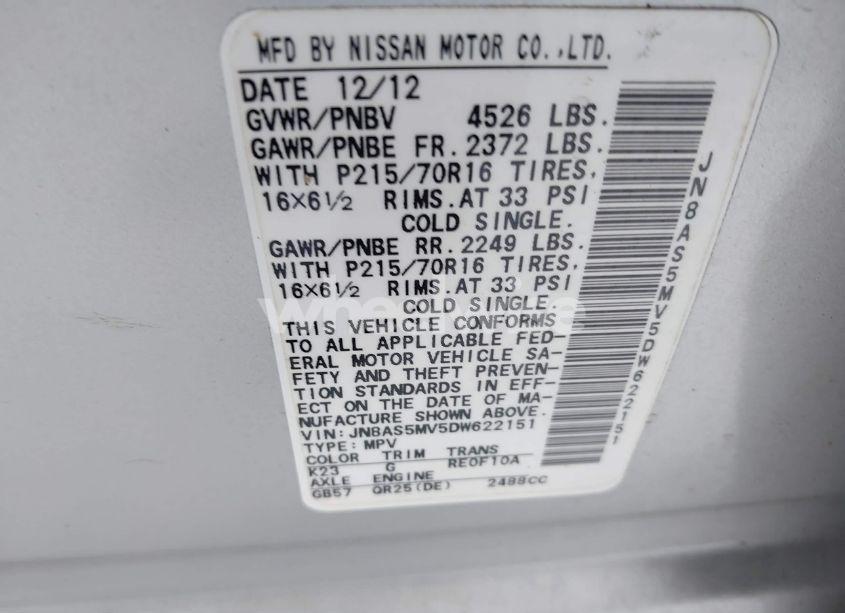 MFD BY NISSAN MOTOR CO.,LTD.
DATE 12/12
GVWR/PNBV 4526 LBS.
GAWR/PNBE FR. 2372 LBS.
WITH P215/70R16 TIRES,
16×6½ RIMS.AT 33 PSI
COLD SINGLE.
GAWR/PNBE RR. 2249 LBS.
WITH P215/70R16 TIRES,
16×6½ RIMS.AT 33 PSI
COLD SINGLE.
THIS VEHICLE CONFORMS
TO ALL APPLICABLE FED-
ERAL MOTOR VEHICLE SA-
FETY AND THEFT PREVEN-
TION STANDARDS IN EFF-
ECT ON THE DATE OF MA-
NUFACTURE SHOWN ABOVE.
VIN:JN8AS5MV5DW622151
TYPE:MPV
COLOR TRIM TRANS
K23 G RE0F10A
AXLE ENGINE
GB57 QR25(DE) 2488CC
JN8AS5MV5DW622151